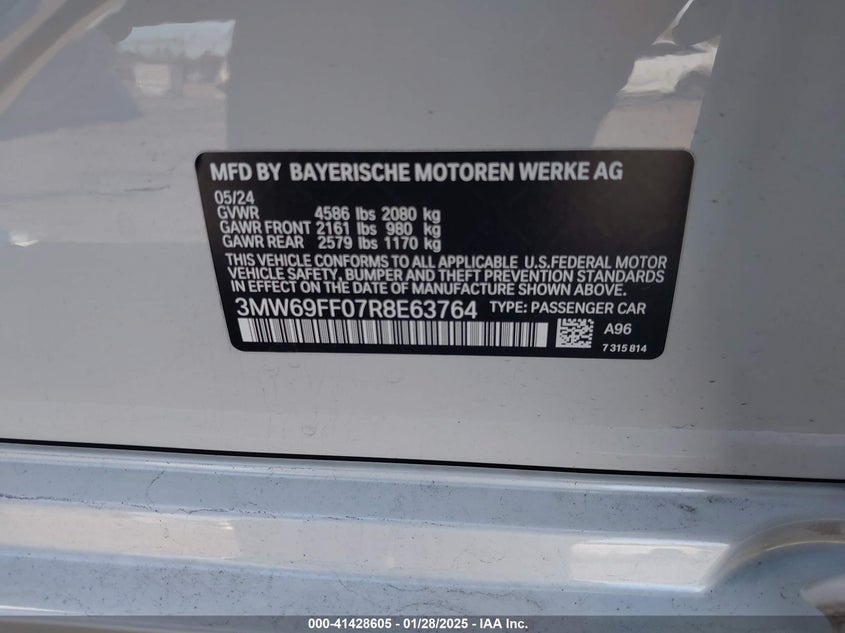 MFD BY BAYERISCHE MOTOREN WERKE AG
05/24
GVWR 4586 lbs 2080 kg
GAWR FRONT 2161 lbs 980 kg
GAWR REAR 2579 lbs 1170 kg
THIS VEHICLE CONFORMS TO ALL APPLICABLE U.S.FEDERAL MOTOR
VEHICLE SAFETY, BUMPER AND THEFT PREVENTION STANDARDS
IN EFFECT ON THE DATE OF MANUFACTURE SHOWN ABOVE.
3MW69FF07R8E63764 TYPE: PASSENGER CAR
A96
7 315 814
000-41428605 - 01/28/2025 - IAA Inc.